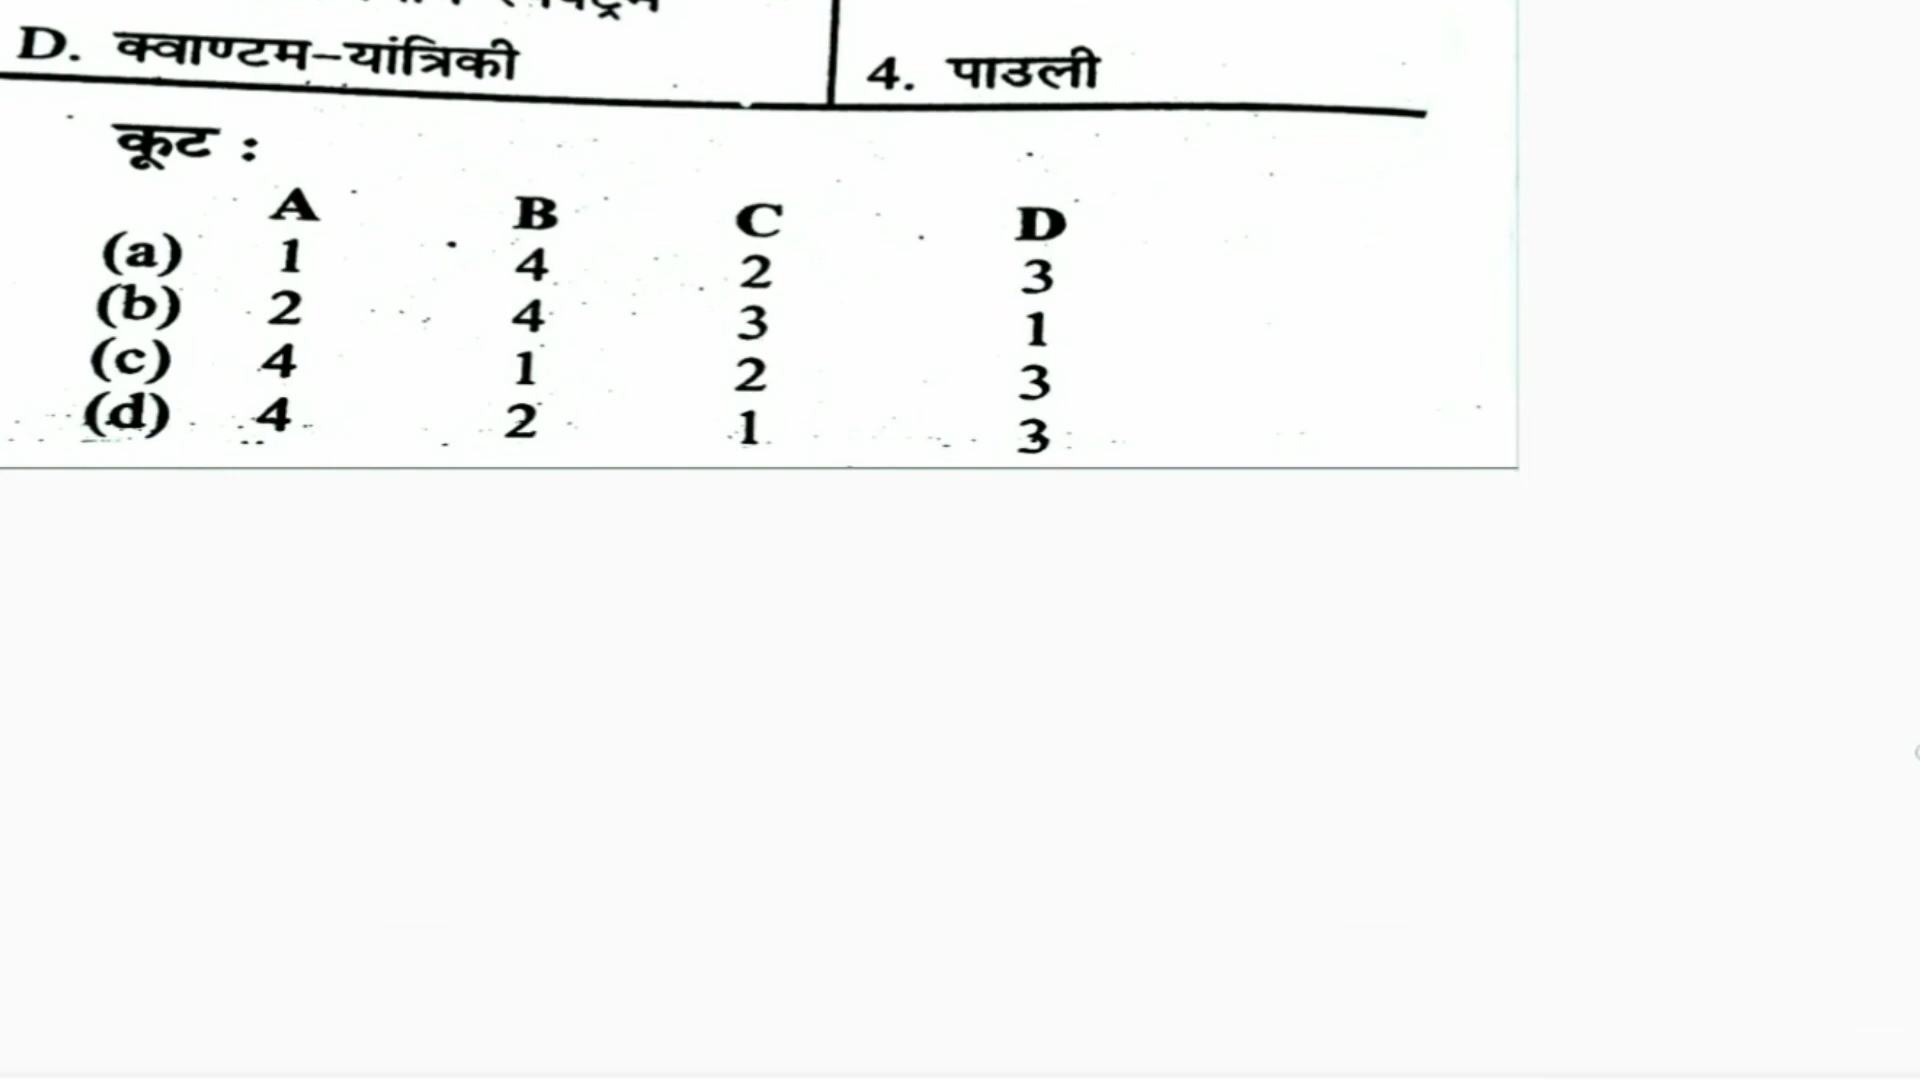 D. क्वाण्टम-यांत्रिकी
4. पाउली
कूट :
A B C D
(a) 1 4 2 3
(b) 2 4 3 1
(c) 4 1 2 3
(d) 4 2 1 3